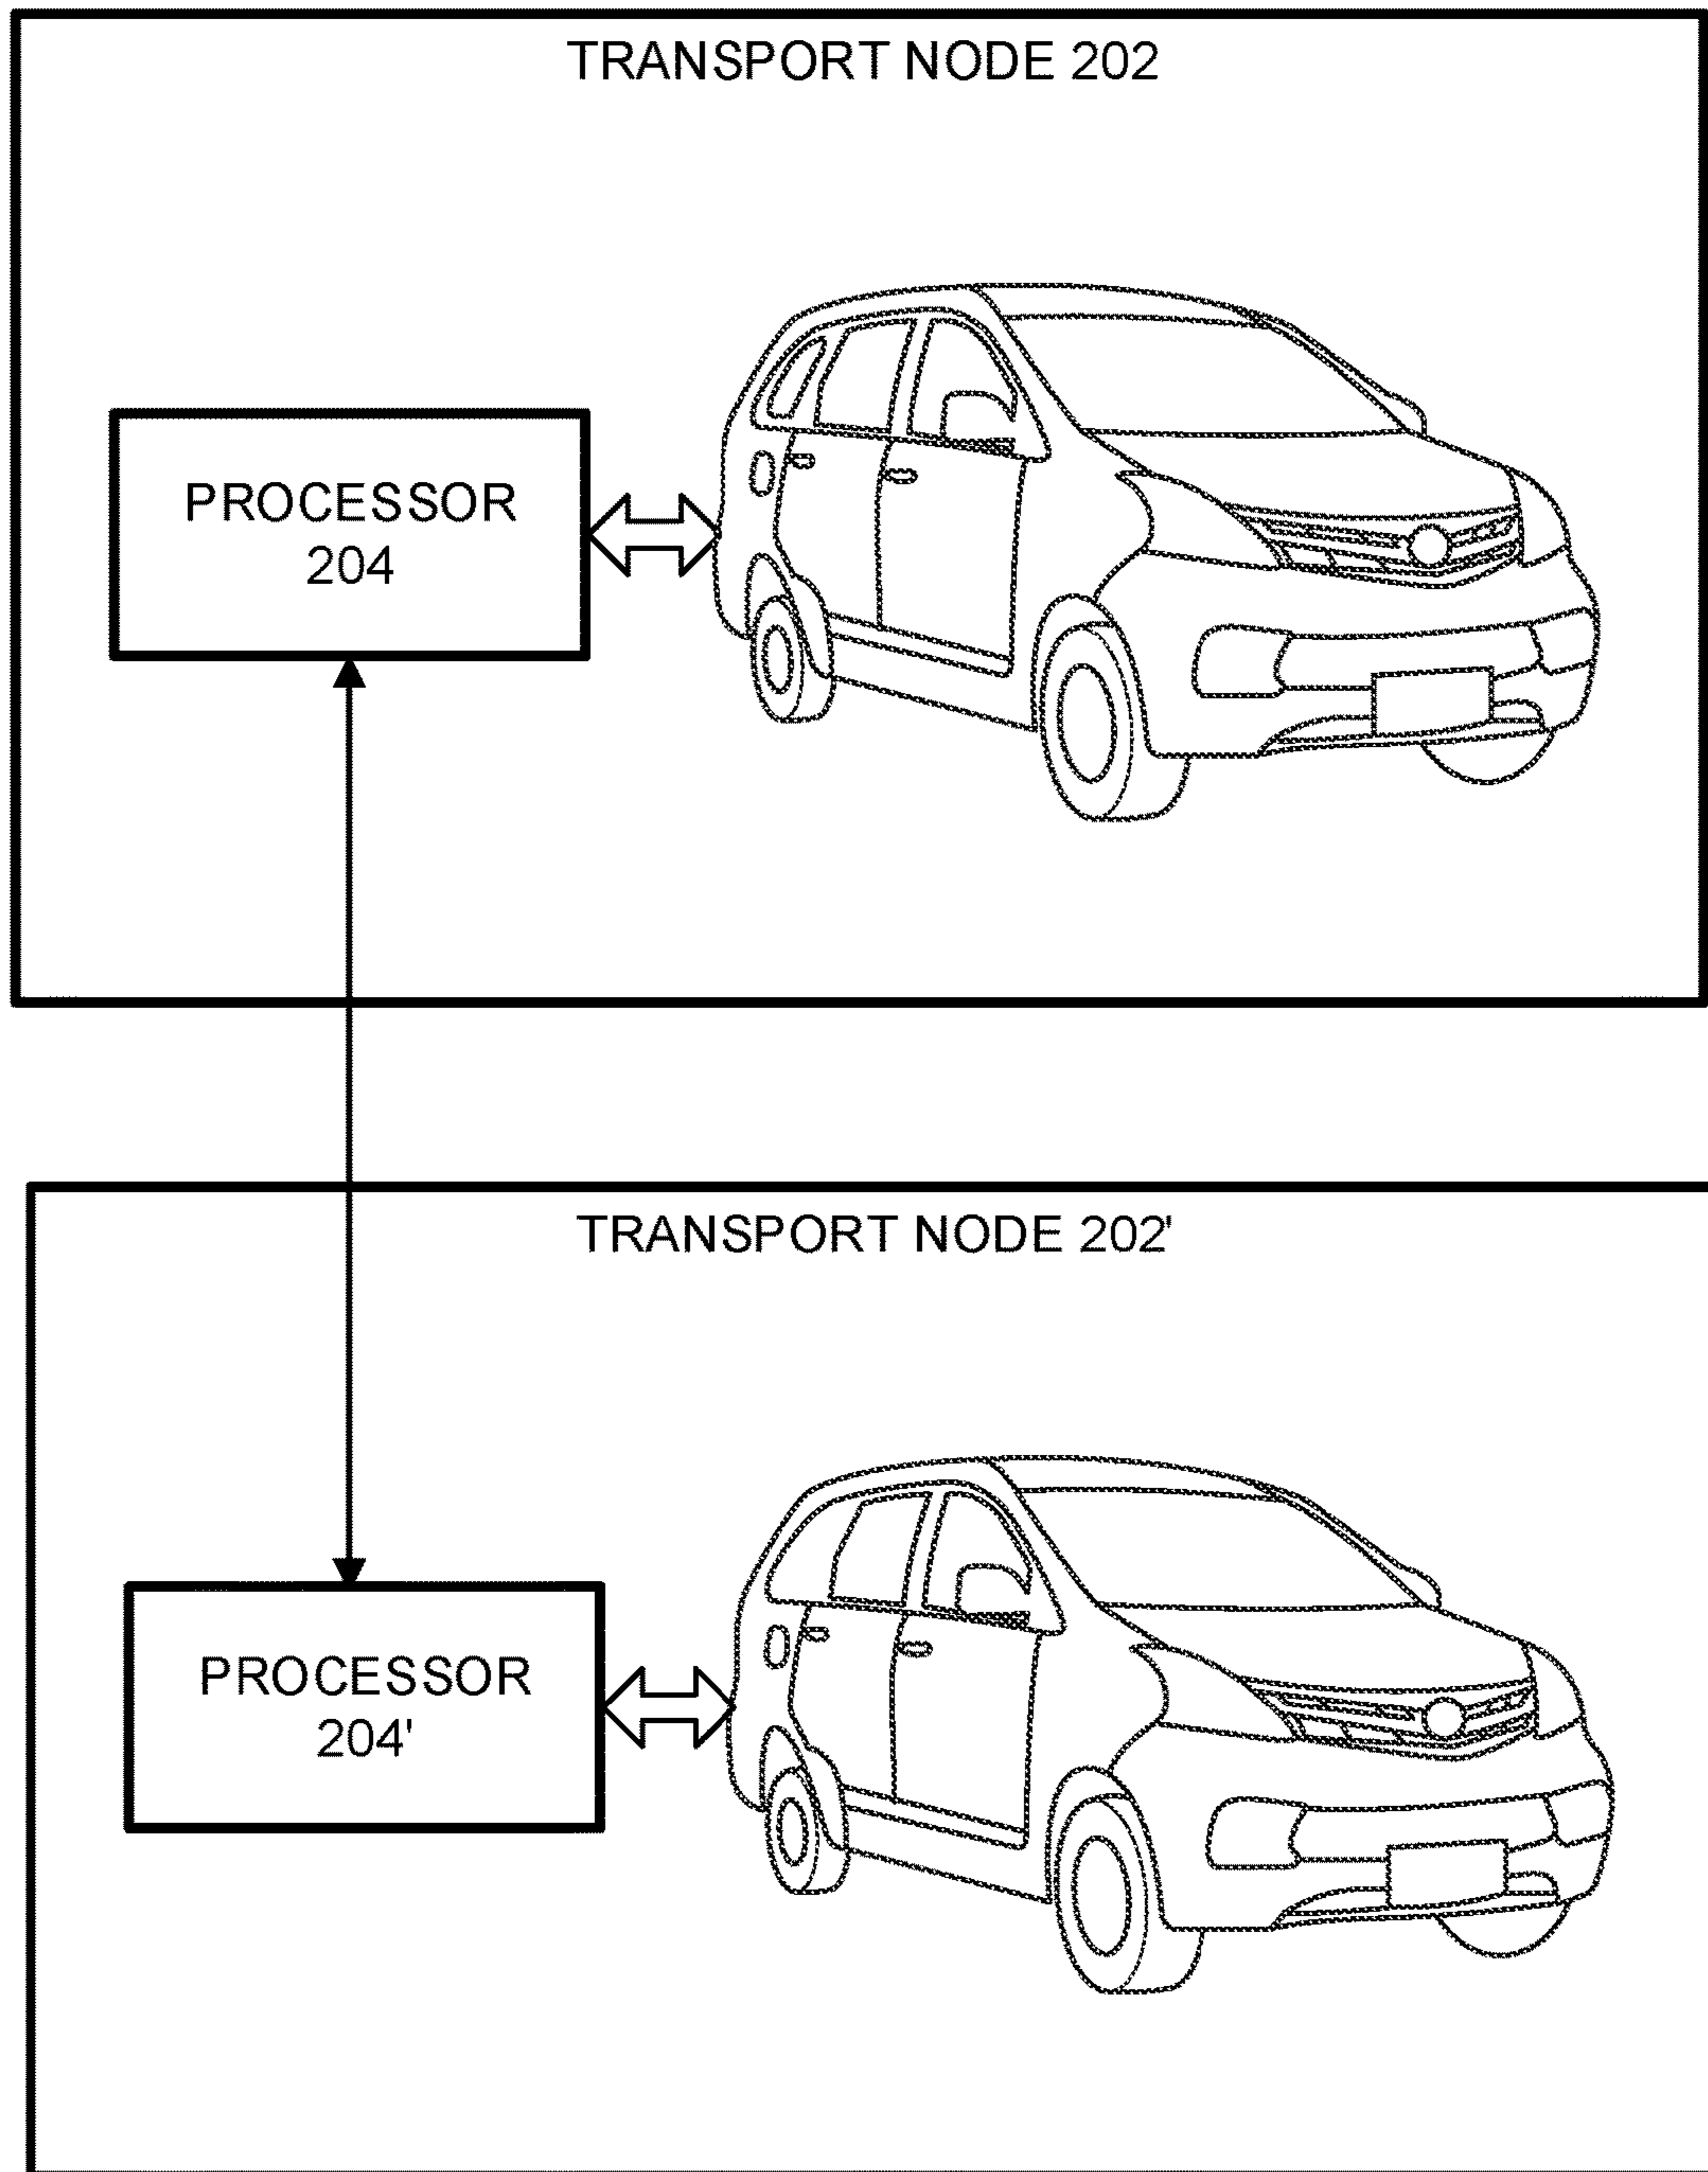 TRANSPORT NODE 202
PROCESSOR
204
TRANSPORT NODE 202'
PROCESSOR
204'